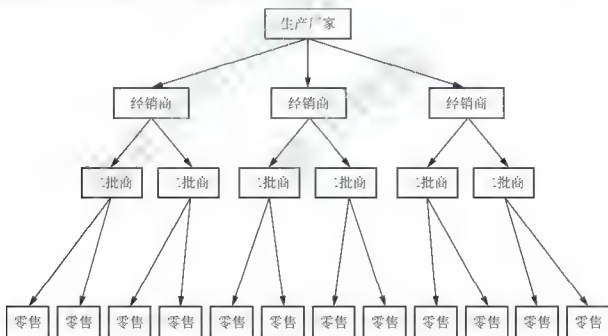 生产厂家
经销商 经销商 经销商
二批商 二批商 二批商 二批商 二批商 二批商
零售 零售 零售 零售 零售 零售 零售 零售 零售 零售 零售 零售